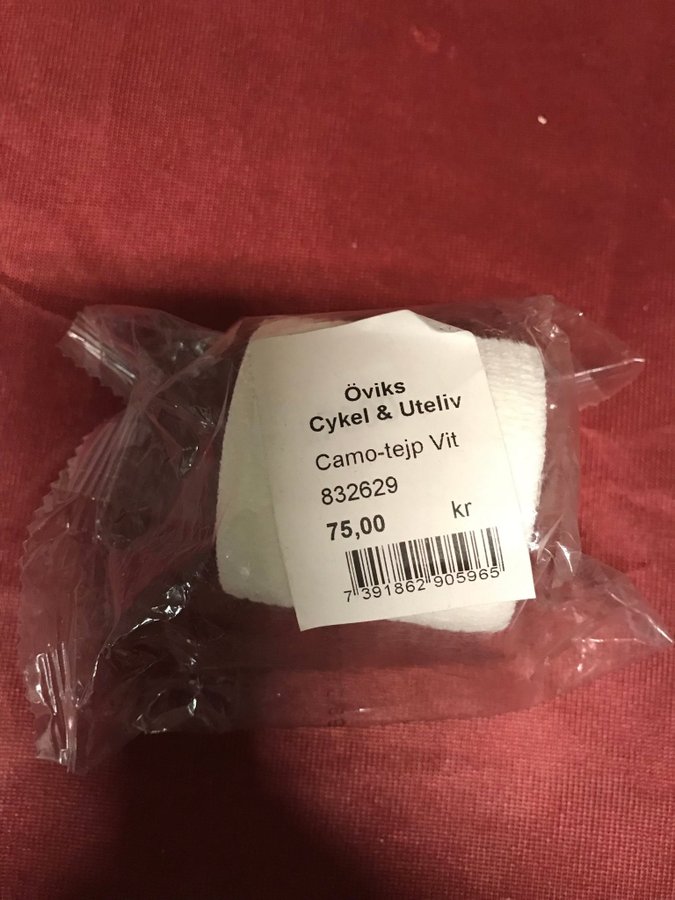 Öviks
Cykel & Uteliv
Camo-tejp Vit
832629
75,00 kr
7 391862 905965